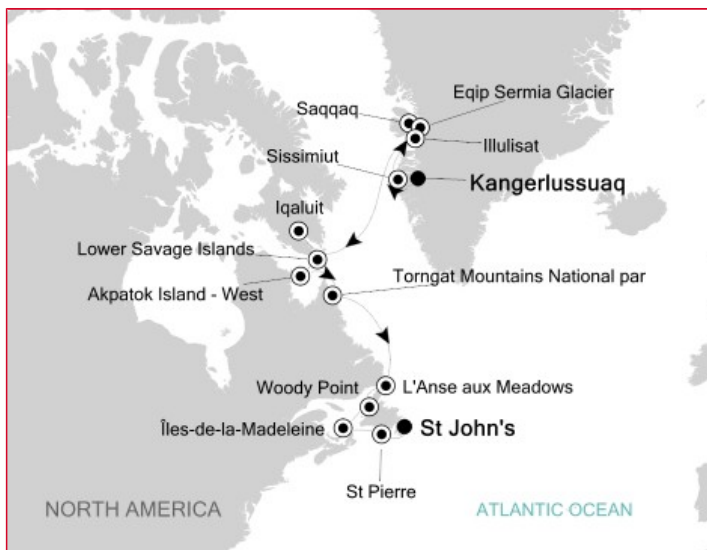 Eqip Sermia Glacier
Saqqaq
Illulisat
Sissimiut
Kangerlussuaq
Iqaluit
Lower Savage Islands
Torngat Mountains National par
Akpatok Island - West
Woody Point
L'Anse aux Meadows
Îles-de-la-Madeleine
St John's
St Pierre
NORTH AMERICA
ATLANTIC OCEAN